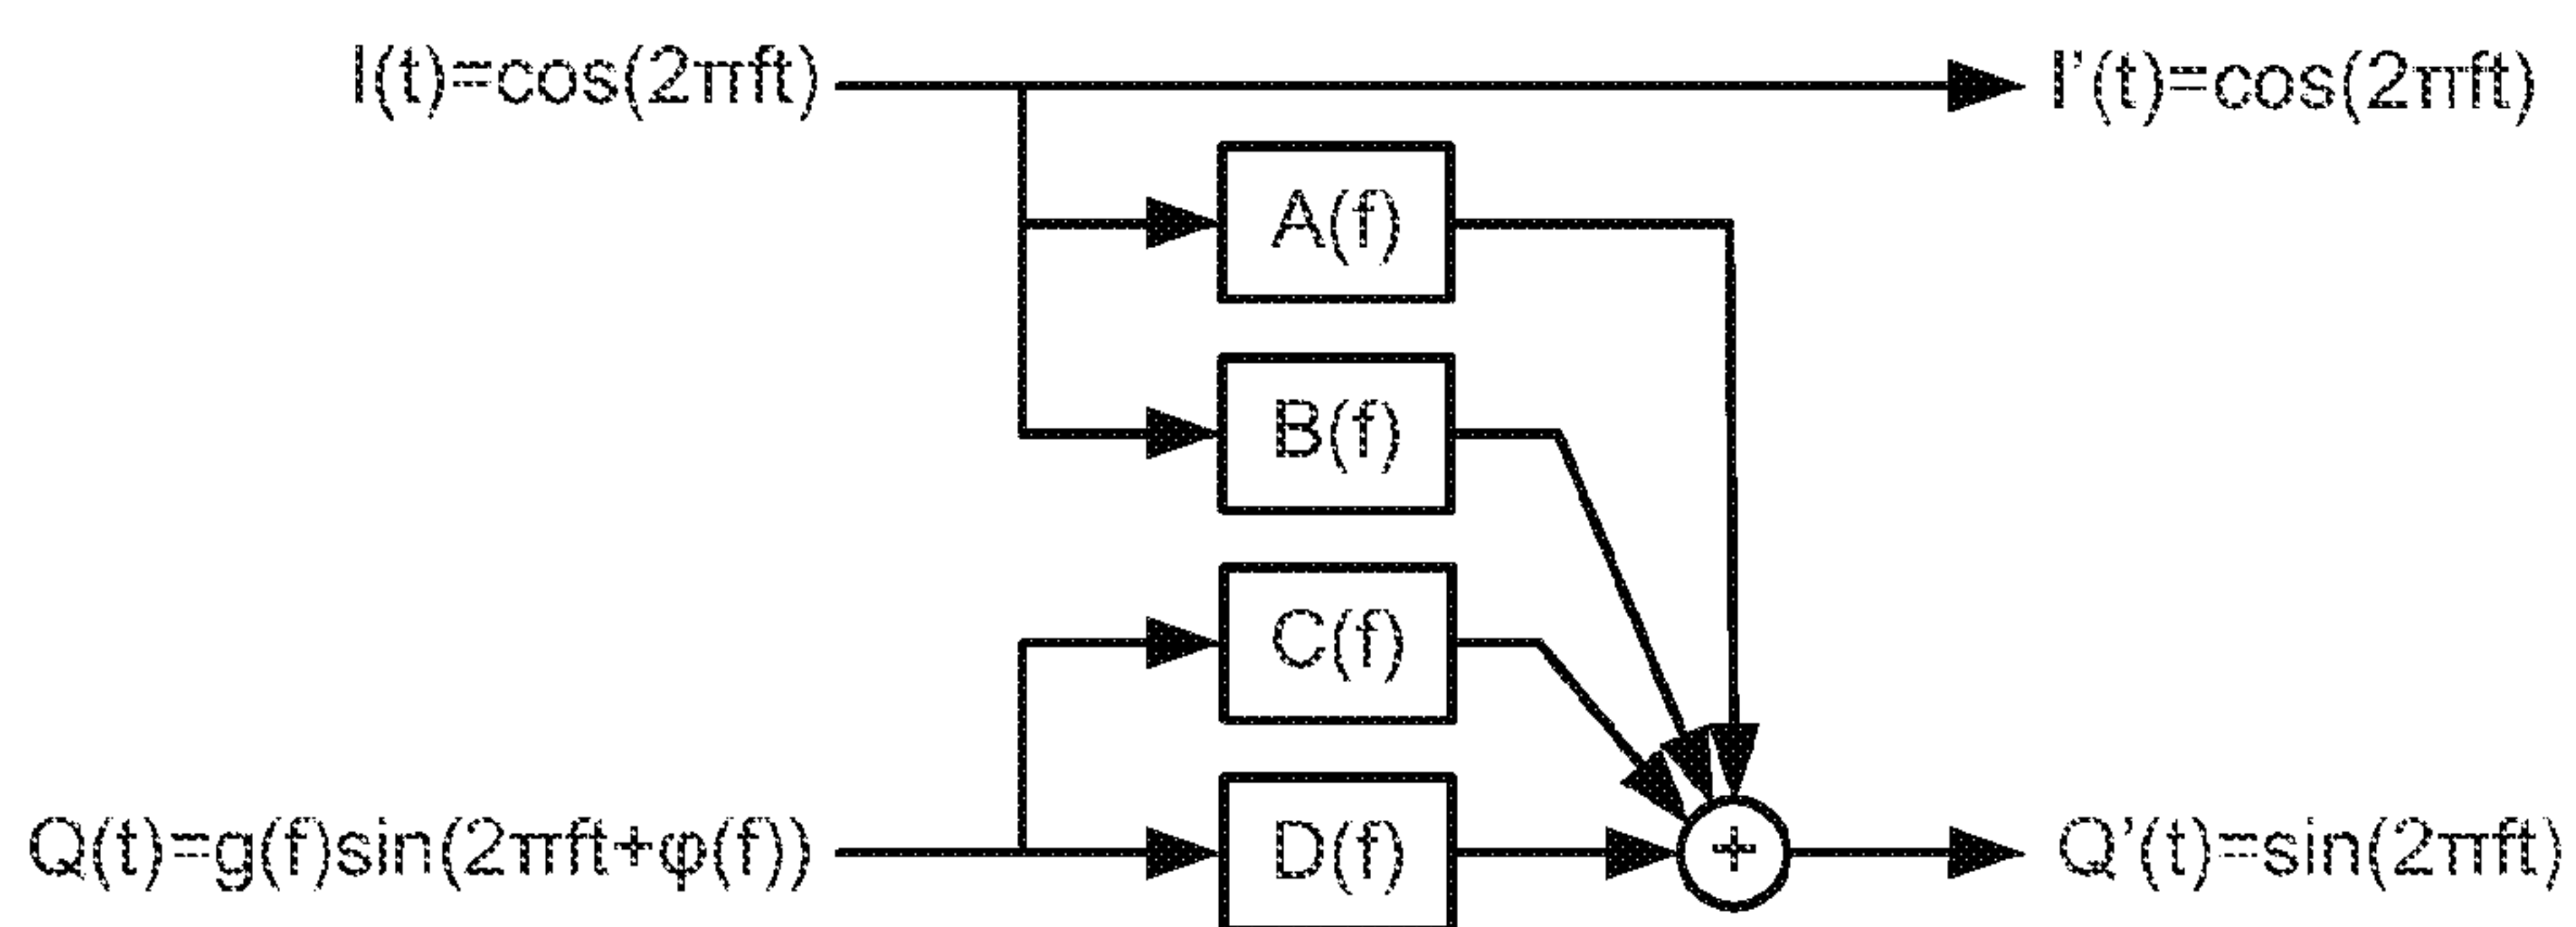 I(t)=cos(2πft)
I'(t)=cos(2πft)
A(f)
B(f)
C(f)
Q(t)=g(f)sin(2πft+φ(f))
D(f)
+
Q'(t)=sin(2πft)